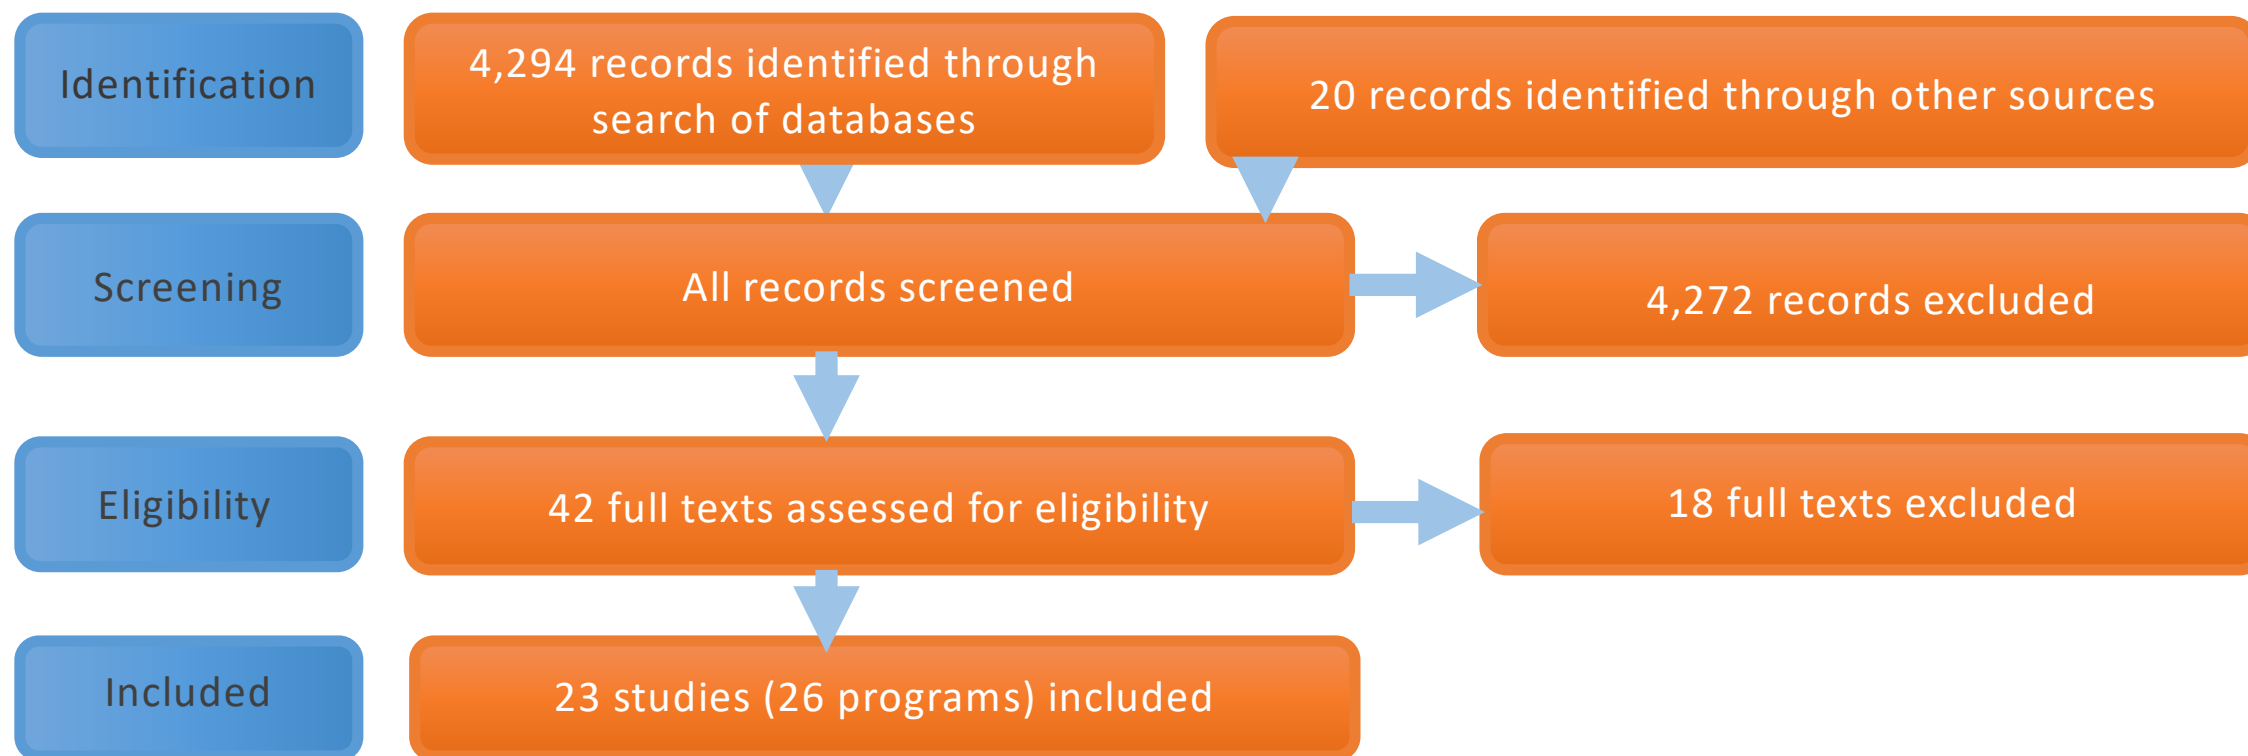 Identification
4,294 records identified through
search of databases
20 records identified through other sources
Screening
All records screened
4,272 records excluded
Eligibility
42 full texts assessed for eligibility
18 full texts excluded
Included
23 studies (26 programs) included